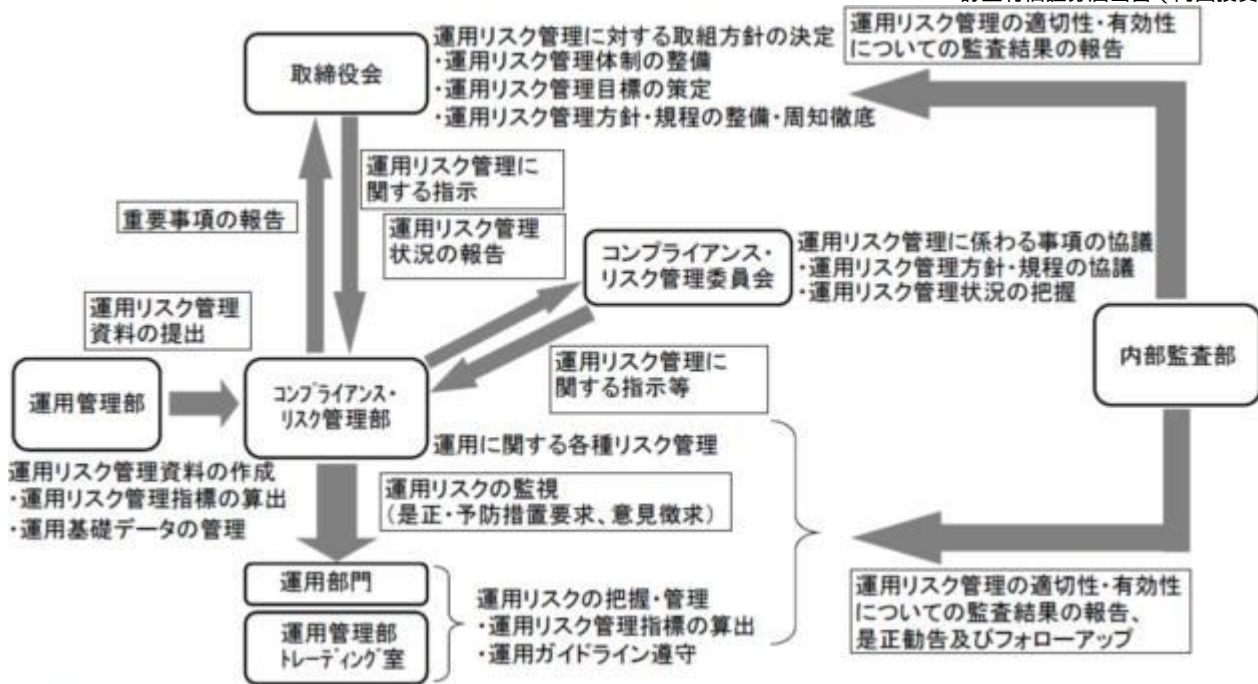 運用リスク管理に対する取組方針の決定
・運用リスク管理体制の整備
・運用リスク管理目標の策定
・運用リスク管理方針・規程の整備・周知徹底
取締役会
運用リスク管理の適切性・有効性
についての監査結果の報告
運用リスク管理に
関する指示
重要事項の報告
運用リスク管理
状況の報告
コンプライアンス・
リスク管理委員会
運用リスク管理に係わる事項の協議
・運用リスク管理方針・規程の協議
・運用リスク管理状況の把握
運用リスク管理
資料の提出
内部監査部
運用リスク管理に
関する指示等
運用管理部
コンプライアンス・
リスク管理部
運用に関する各種リスク管理
運用リスク管理資料の作成
・運用リスク管理指標の算出
・運用基礎データの管理
運用リスクの監視
(是正・予防措置要求、意見徴求)
運用部門
運用管理部
トレーディング室
運用リスクの把握・管理
・運用リスク管理指標の算出
・運用ガイドライン遵守
運用リスク管理の適切性・有効性
についての監査結果の報告、
是正勧告及びフォローアップ